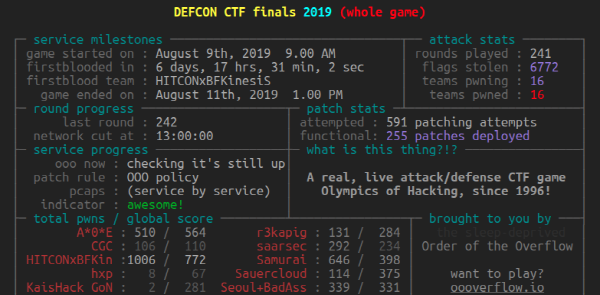 DEFCON CTF finals 2019 (whole game)
service milestones
attack stats
game started on : August 9th, 2019 9.00 AM
rounds played : 241
firstblooded in : 6 days, 17 hrs, 31 min, 2 sec
flags stolen : 6772
firstblood team : HITCONxBFKinesiS
teams pwning : 16
game ended on : August 11th, 2019 1.00 PM
teams pwned : 16
round progress
patch stats
last round : 242
attempted : 591 patching attempts
network cut at : 13:00:00
functional: 255 patches deployed
service progress
what is this thing?!?
ooo now : checking it's still up
patch rule : OOO policy
A real, live attack/defense CTF game
pcaps : (service by service)
Olympics of Hacking, since 1996!
indicator : awesome!
total pwns / global score
brought to you by
A*0*E : 510 / 564
r3kapig : 131 / 284
the sleep-deprived
CGC : 106 / 110
saarsec : 292 / 234
Order of the Overflow
HITCONxBFKin :1006 / 772
Samurai : 646 / 398
hxp : 8 / 67
Sauercloud : 114 / 375
want to play?
KaisHack GoN : 2 / 281
Seoul+BadAss : 339 / 331
oooverflow.io